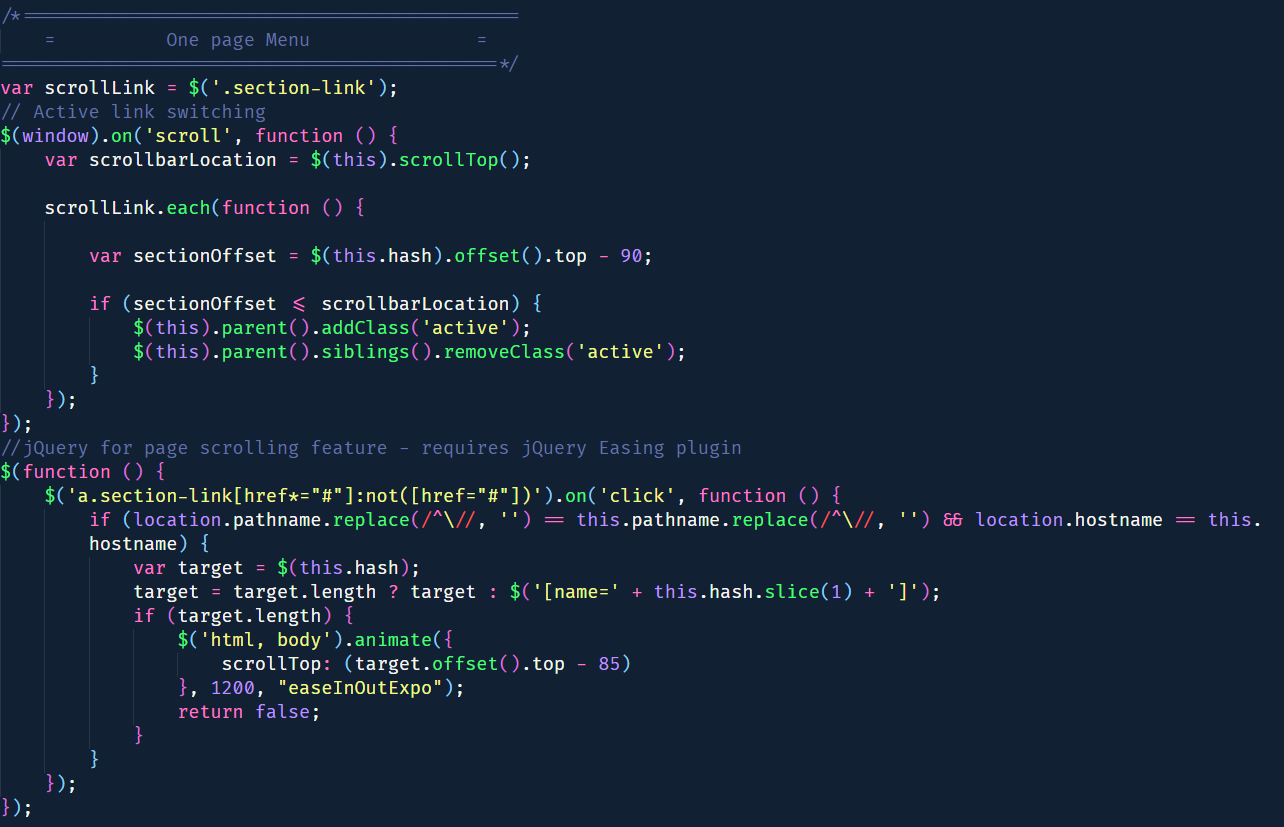 /*=============================================
    =          One page Menu               =
=============================================*/
var scrollLink = $('.section-link');
// Active link switching
$(window).on('scroll', function () {
    var scrollbarLocation = $(this).scrollTop();
    scrollLink.each(function () {
        var sectionOffset = $(this.hash).offset().top - 90;
        if (sectionOffset <= scrollbarLocation) {
            $(this).parent().addClass('active');
            $(this).parent().siblings().removeClass('active');
        }
    });
});
//jQuery for page scrolling feature - requires jQuery Easing plugin
$(function () {
    $('a.section-link[href*="#"]:not([href="#"])').on('click', function () {
        if (location.pathname.replace(/^\//, '') == this.pathname.replace(/^\//, '') && location.hostname == this.
        hostname) {
            var target = $(this.hash);
            target = target.length ? target : $('[name=' + this.hash.slice(1) + ']');
            if (target.length) {
                $('html, body').animate({
                    scrollTop: (target.offset().top - 85)
                }, 1200, "easeInOutExpo");
                return false;
            }
        }
    });
});